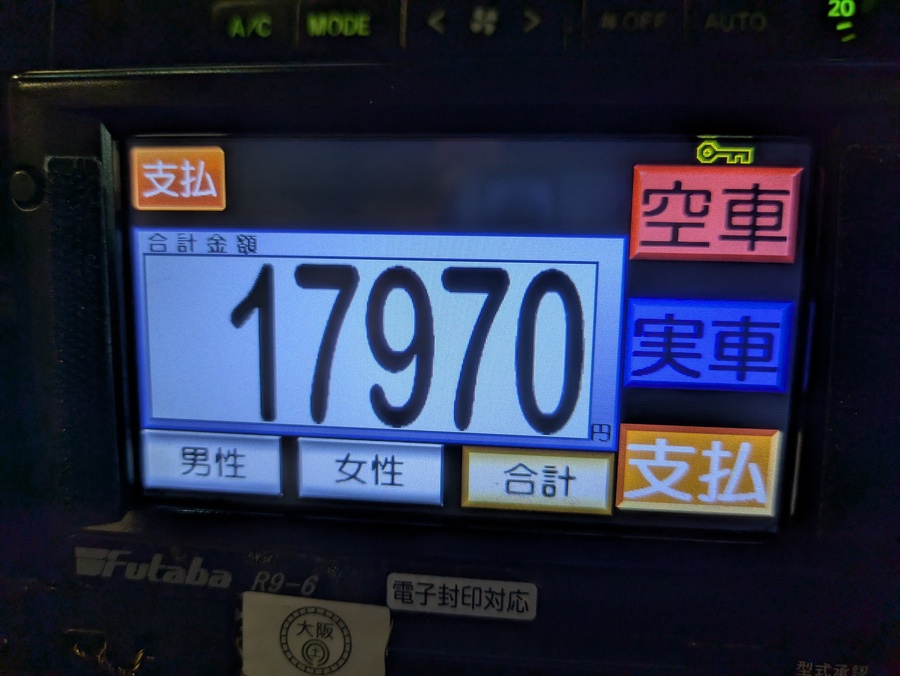 A/C MODE < > OFF AUTO 20
支払
空車
合計金額
17970
円
実車
支払
男性 女性 合計
Futaba R9-6
電子封印対応
大阪
型式承認